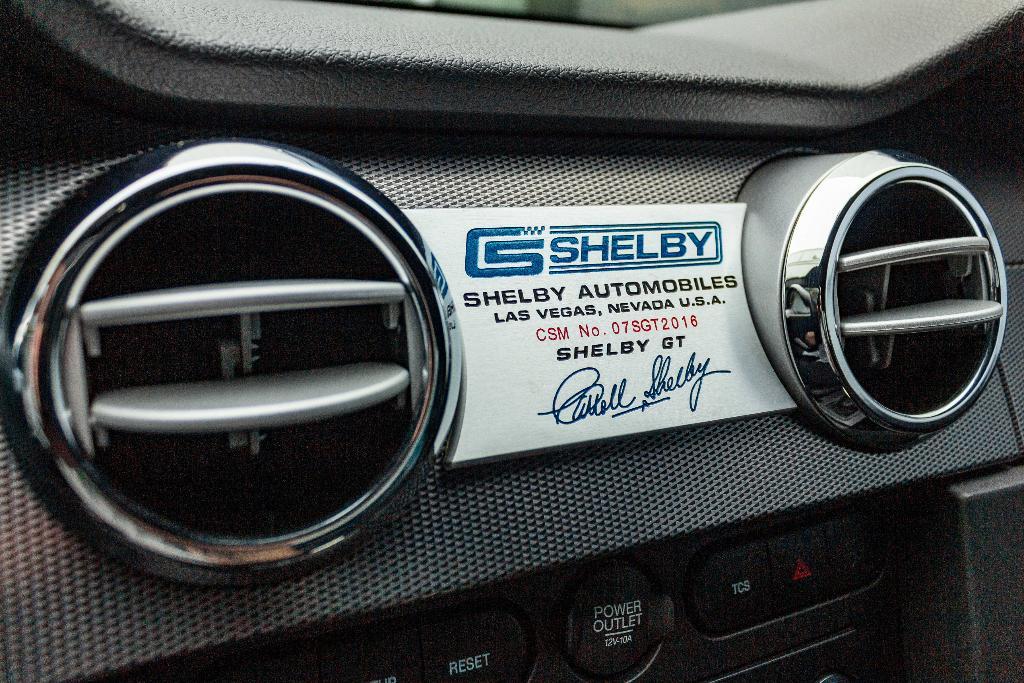 CS SHELBY
SHELBY AUTOMOBILES
LAS VEGAS, NEVADA U.S.A.
CSM No. 07SGT2016
SHELBY GT
Carroll Shelby
POWER
OUTLET
12V-10A
TCS
RESET